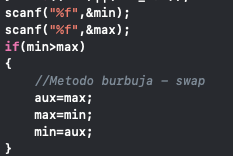 scanf("%f",&min);
scanf("%f",&max);
if(min>max)
{
//Metodo burbuja - swap
aux=max;
max=min;
min=aux;
}